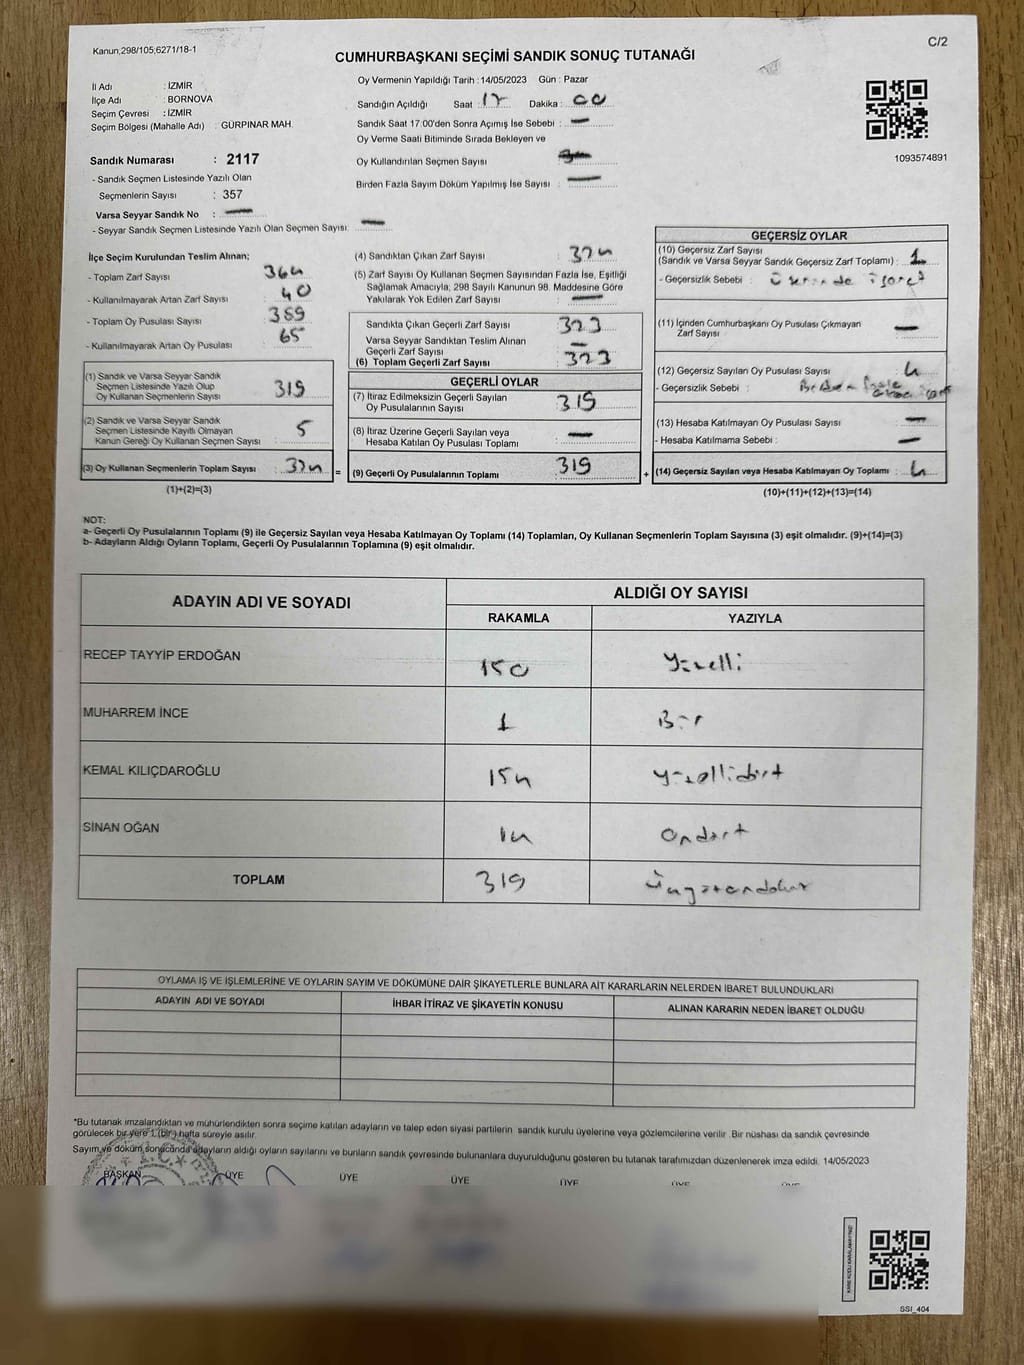 Kanun;298/105;6271/18-1
C/2
CUMHURBAŞKANI SEÇİMİ SANDIK SONUÇ TUTANAĞI
İl Adı : İZMİR
İlçe Adı : BORNOVA
Seçim Çevresi : İZMİR
Seçim Bölgesi (Mahalle Adı) : GÜRPINAR MAH.
Oy Vermenin Yapıldığı Tarih : 14/05/2023 Gün : Pazar
Sandığın Açıldığı Saat : 17 Dakika : 00
Sandık Saat 17:00'den Sonra Açımış İse Sebebi : —
Oy Verme Saati Bitiminde Sırada Bekleyen ve
Oy Kullandırılan Seçmen Sayısı
Birden Fazla Sayım Döküm Yapılmış İse Sayısı : —
1093574891
Sandık Numarası : 2117
- Sandık Seçmen Listesinde Yazılı Olan
Seçmenlerin Sayısı : 357
Varsa Seyyar Sandık No : —
- Seyyar Sandık Seçmen Listesinde Yazılı Olan Seçmen Sayısı: —
İlçe Seçim Kurulundan Teslim Alınan;
- Toplam Zarf Sayısı : 364
- Kullanılmayarak Artan Zarf Sayısı : 40
- Toplam Oy Pusulası Sayısı : 389
- Kullanılmayarak Artan Oy Pusulası : 65
(1) Sandık ve Varsa Seyyar Sandık
Seçmen Listesinde Yazılı Olup
Oy Kullanan Seçmenlerin Sayısı : 319
(2) Sandık ve Varsa Seyyar Sandık
Seçmen Listesinde Kayıtlı Olmayan
Kanun Gereği Oy Kullanan Seçmen Sayısı : 5
(3) Oy Kullanan Seçmenlerin Toplam Sayısı : 324 =
(1)+(2)=(3)
(4) Sandıktan Çıkan Zarf Sayısı : 324
(5) Zarf Sayısı Oy Kullanan Seçmen Sayısından Fazla İse, Eşitliği
Sağlamak Amacıyla, 298 Sayılı Kanunun 98. Maddesine Göre
Yakılarak Yok Edilen Zarf Sayısı : —
Sandıkta Çıkan Geçerli Zarf Sayısı : 323
Varsa Seyyar Sandıktan Teslim Alınan
Geçerli Zarf Sayısı : —
(6) Toplam Geçerli Zarf Sayısı : 323
GEÇERLİ OYLAR
(7) İtiraz Edilmeksizin Geçerli Sayılan
Oy Pusulalarının Sayısı : 319
(8) İtiraz Üzerine Geçerli Sayılan veya
Hesaba Katılan Oy Pusulası Toplamı : —
(9) Geçerli Oy Pusulalarının Toplamı : 319 +
GEÇERSİZ OYLAR
(10) Geçersiz Zarf Sayısı
(Sandık ve Varsa Seyyar Sandık Geçersiz Zarf Toplamı) : 1
- Geçersizlik Sebebi : üzerinde işaret
(11) İçinden Cumhurbaşkanı Oy Pusulası Çıkmayan
Zarf Sayısı : —
(12) Geçersiz Sayılan Oy Pusulası Sayısı : 4
- Geçersizlik Sebebi : Birden fazla
(13) Hesaba Katılmayan Oy Pusulası Sayısı : —
- Hesaba Katılmama Sebebi : —
(14) Geçersiz Sayılan veya Hesaba Katılmayan Oy Toplamı : 4
(10)+(11)+(12)+(13)=(14)
NOT:
a- Geçerli Oy Pusulalarının Toplamı (9) ile Geçersiz Sayılan veya Hesaba Katılmayan Oy Toplamı (14) Toplamları, Oy Kullanan Seçmenlerin Toplam Sayısına (3) eşit olmalıdır. (9)+(14)=(3)
b- Adayların Aldığı Oyların Toplamı, Geçerli Oy Pusulalarının Toplamına (9) eşit olmalıdır.
ADAYIN ADI VE SOYADI
ALDIĞI OY SAYISI
RAKAMLA YAZIYLA
RECEP TAYYİP ERDOĞAN 150 Yüzelli
MUHARREM İNCE 1 Bir
KEMAL KILIÇDAROĞLU 154 yüzellidört
SİNAN OĞAN 14 Ondört
TOPLAM 319 Üçyüzondokuz
OYLAMA İŞ VE İŞLEMLERİNE VE OYLARIN SAYIM VE DÖKÜMÜNE DAİR ŞİKAYETLERLE BUNLARA AİT KARARLARIN NELERDEN İBARET BULUNDUKLARI
ADAYIN ADI VE SOYADI İHBAR İTİRAZ VE ŞİKAYETİN KONUSU ALINAN KARARIN NEDEN İBARET OLDUĞU
*Bu tutanak imzalandıktan ve mühürlendikten sonra seçime katılan adayların ve talep eden siyasi partilerin sandık kurulu üyelerine veya gözlemcilerine verilir .Bir nüshası da sandık çevresinde
görülecek bir yere 1 (bir ) hafta süreyle asılır.
Sayım ve döküm sonucanda adayların aldığı oyların sayılarını ve bunların sandık çevresinde bulunanlara duyurulduğunu gösteren bu tutanak tarafımızdan düzenlenerek imza edildi. 14/05/2023
BAŞKAN ÜYE ÜYE ÜYE ÜYE ÜYE ÜYE
T.C.
SSİ_404